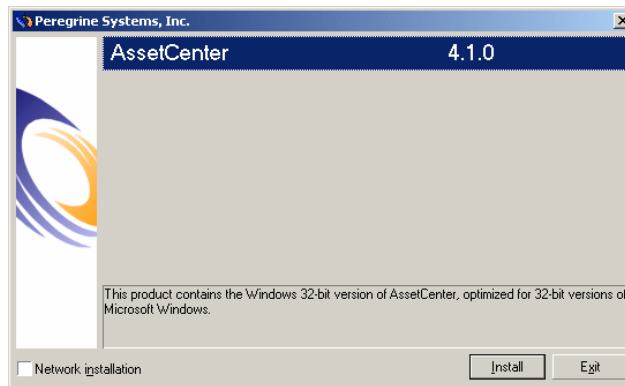 Peregrine Systems, Inc.
AssetCenter 4.1.0
This product contains the Windows 32-bit version of AssetCenter, optimized for 32-bit versions of
Microsoft Windows.
Network installation
Install
Exit